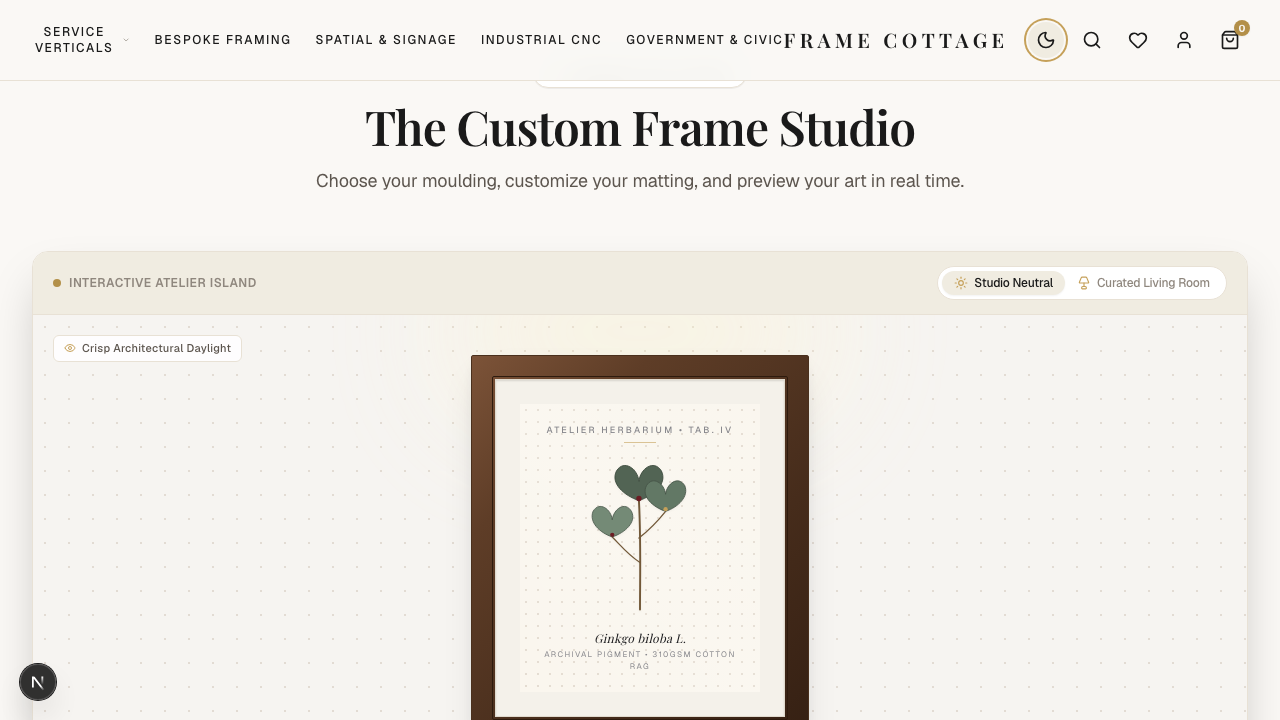 SERVICE
VERTICALS
BESPOKE FRAMING
SPATIAL & SIGNAGE
INDUSTRIAL CNC
GOVERNMENT & CIVIC
FRAME COTTAGE
0
The Custom Frame Studio
Choose your moulding, customize your matting, and preview your art in real time.
INTERACTIVE ATELIER ISLAND
Studio Neutral
Curated Living Room
Crisp Architectural Daylight
ATELIER HERBARIUM • TAB. IV
Ginkgo biloba L.
ARCHIVAL PIGMENT • 310GSM COTTON
RAG
N